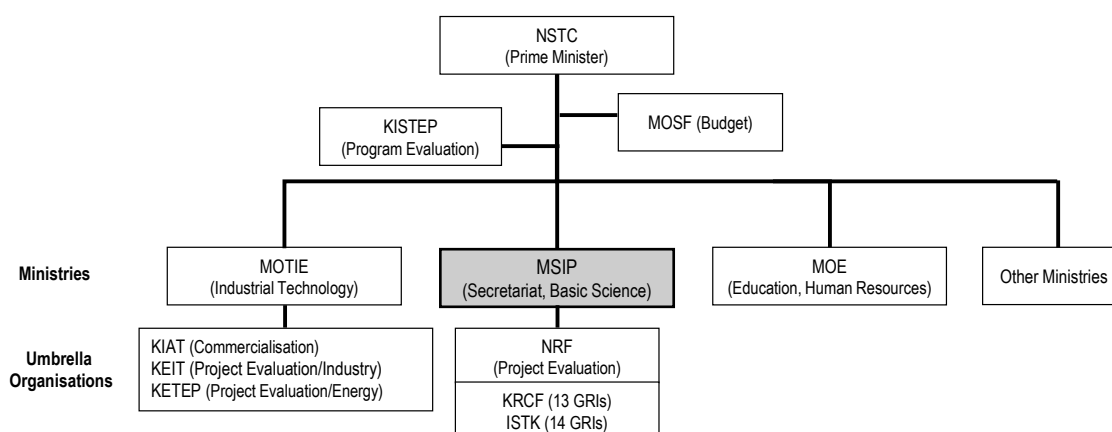 NSTC
(Prime Minister)
MOSF (Budget)
KISTEP
(Program Evaluation)
Ministries
MOTIE
(Industrial Technology)
MSIP
(Secretariat, Basic Science)
MOE
(Education, Human Resources)
Other Ministries
Umbrella
Organisations
KIAT (Commercialisation)
KEIT (Project Evaluation/Industry)
KETEP (Project Evaluation/Energy)
NRF
(Project Evaluation)
KRCF (13 GRIs)
ISTK (14 GRIs)